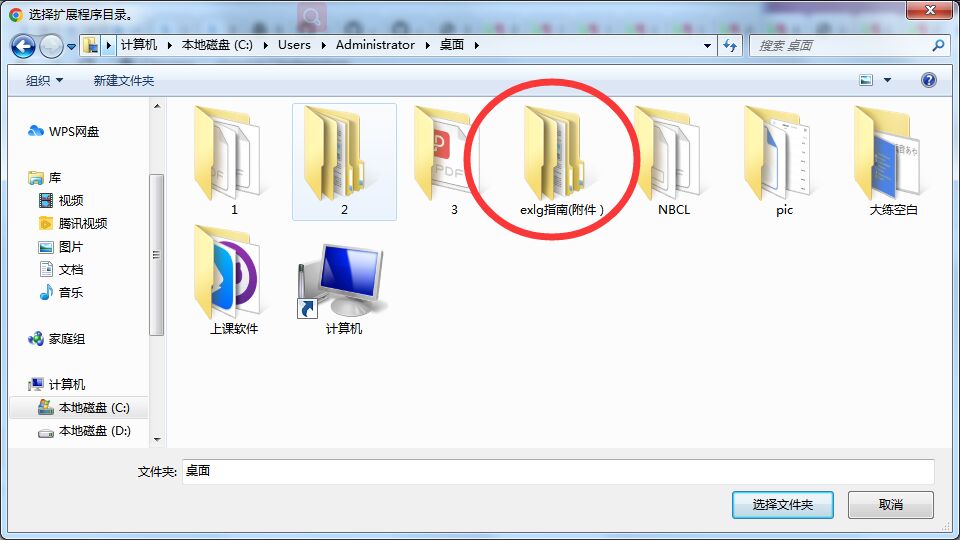 选择扩展程序目录。
计算机 本地磁盘 (C:) Users Administrator 桌面
搜索 桌面
组织 新建文件夹
WPS网盘
库
视频
腾讯视频
图片
文档
音乐
家庭组
计算机
本地磁盘 (C:)
本地磁盘 (D:)
1
2
3
exlg指南(附件 )
NBCL
pic
大练空白
上课软件
计算机
文件夹: 桌面
选择文件夹 取消